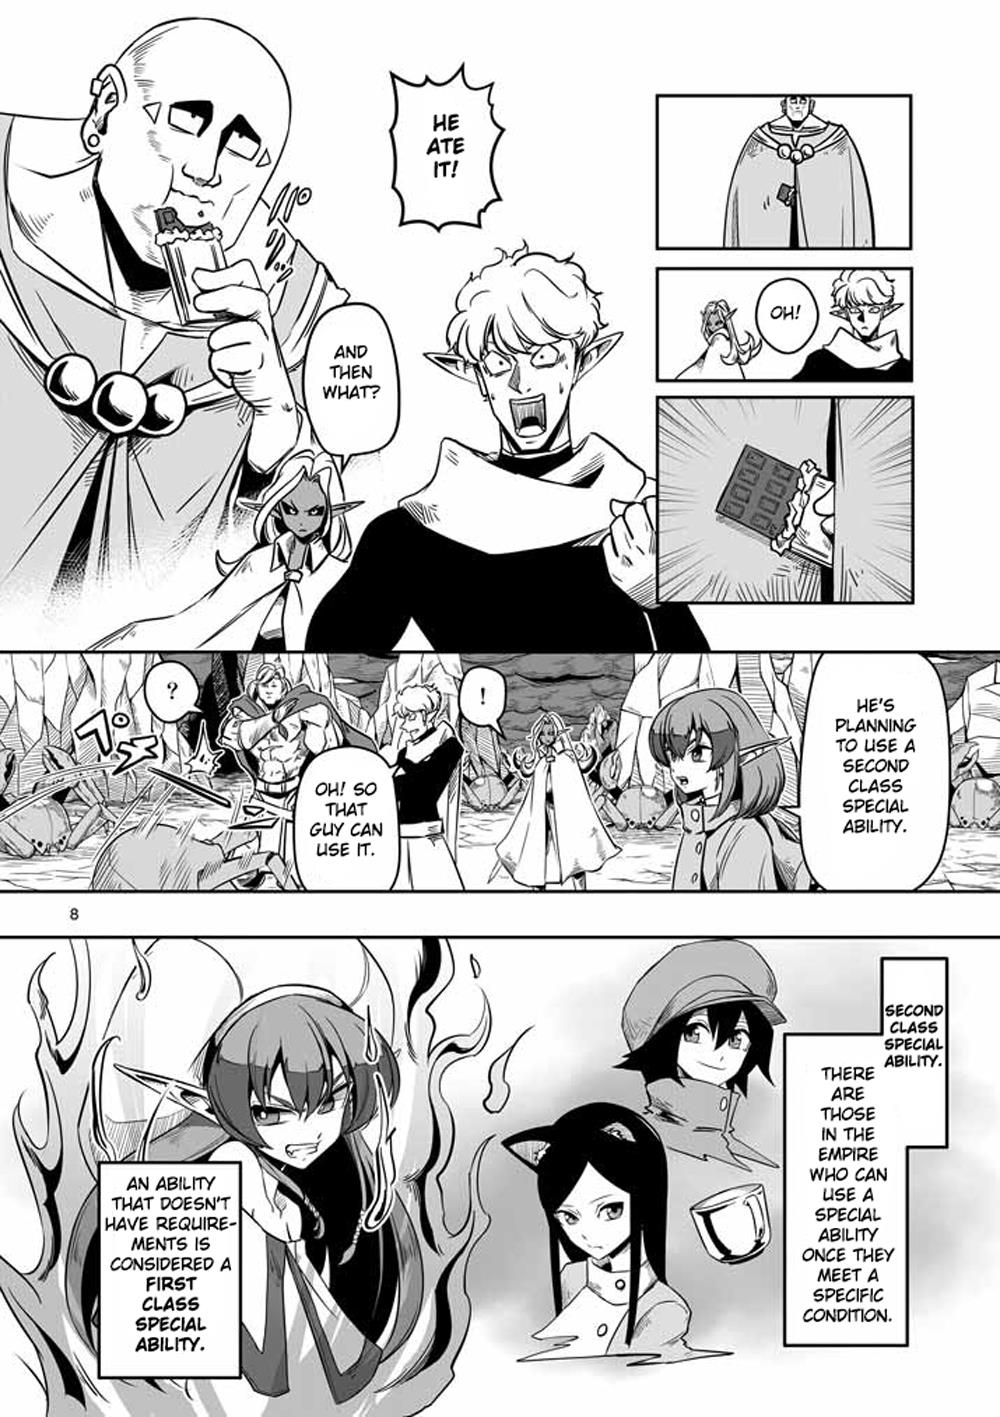 OH!
HE
ATE
IT!
AND
THEN
WHAT?
パ
HE'S
PLANNING
TO USE A
SECOND
CLASS
SPECIAL
ABILITY.
!
OH! SO
THAT
GUY CAN
USE IT.
?
8
SECOND
CLASS
SPECIAL
ABILITY.
THERE
ARE
THOSE
IN THE
EMPIRE
WHO CAN
USE A
SPECIAL
ABILITY
ONCE THEY
MEET A
SPECIFIC
CONDITION.
AN ABILITY
THAT DOESN'T
HAVE REQUIRE-
MENTS IS
CONSIDERED A
FIRST
CLASS
SPECIAL
ABILITY.